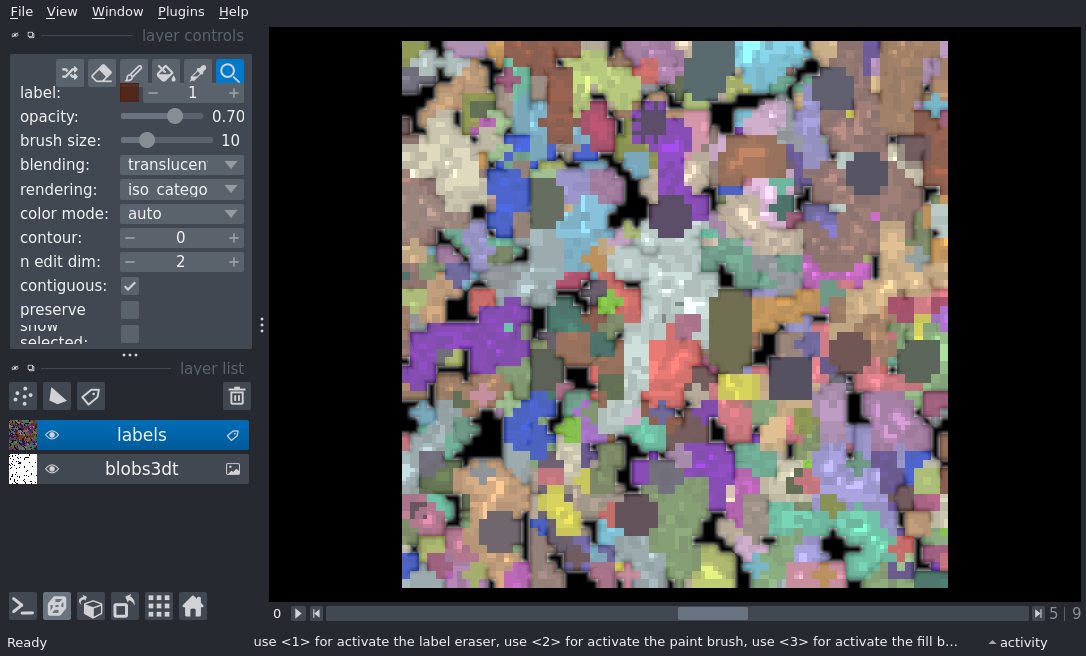 File View Window Plugins Help
layer controls
label: 1
opacity: 0.70
brush size: 10
blending: translucen
rendering: iso_catego
color mode: auto
contour: 0
n edit dim: 2
contiguous:
preserve
show
selected:
layer list
labels
blobs3dt
0 5 | 9
Ready use <1> for activate the label eraser, use <2> for activate the paint brush, use <3> for activate the fill b... activity